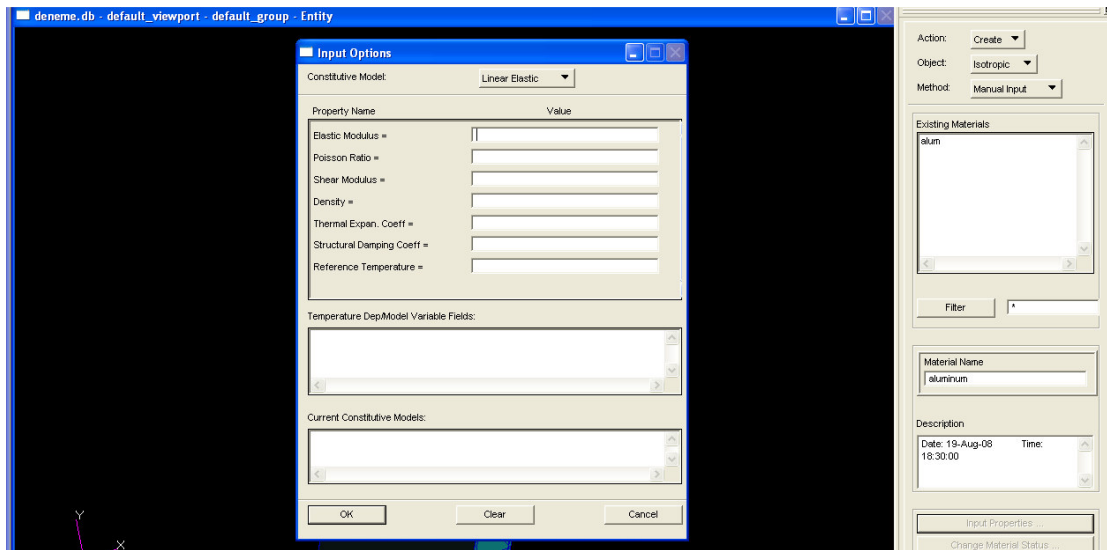 deneme.db - default_viewport - default_group - Entity
Input Options
Constitutive Model: Linear Elastic
Property Name Value
Elastic Modulus =
Poisson Ratio =
Shear Modulus =
Density =
Thermal Expan. Coeff =
Structural Damping Coeff =
Reference Temperature =
Temperature Dep/Model Variable Fields:
Current Constitutive Models:
OK Clear Cancel
Y
X
Action: Create
Object: Isotropic
Method: Manual Input
Existing Materials
alum
Filter *
Material Name
aluminum
Description
Date: 19-Aug-08 Time:
18:30:00
Input Properties ...
Change Material Status ...